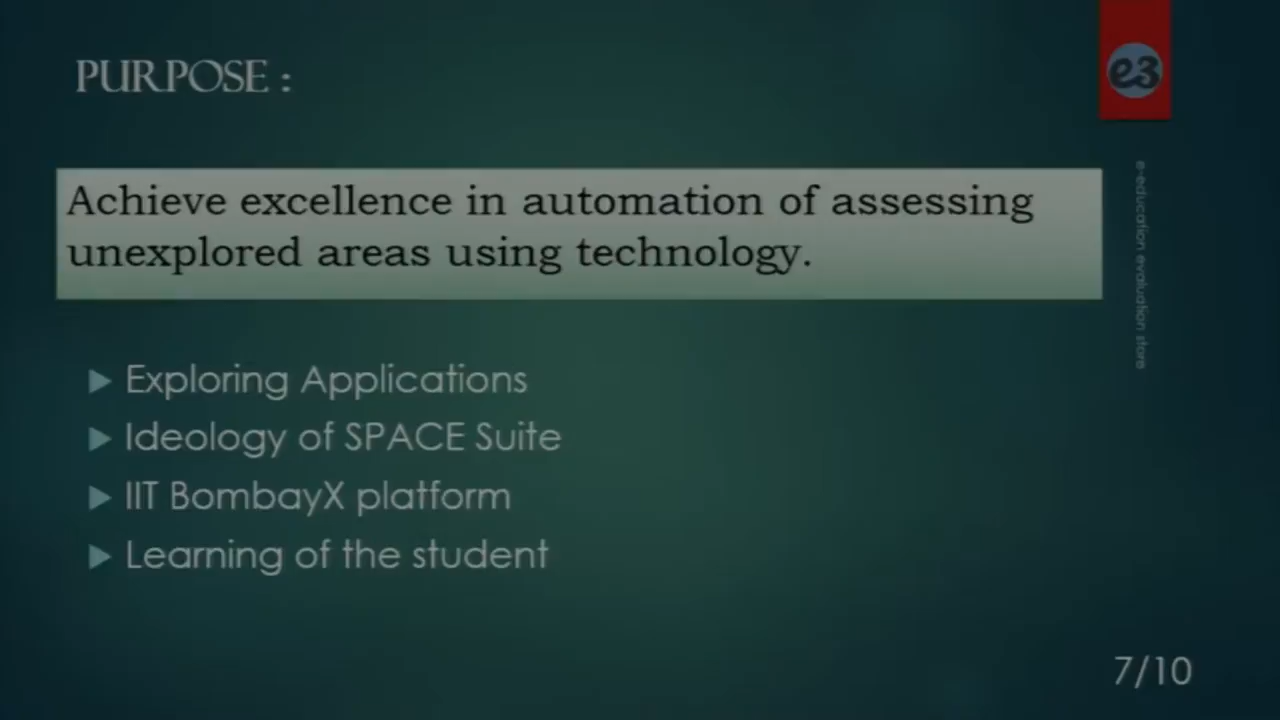 PURPOSE :
e3
Achieve excellence in automation of assessing
unexplored areas using technology.
e-education evaluation store
Exploring Applications
Ideology of SPACE Suite
IIT BombayX platform
Learning of the student
7/10